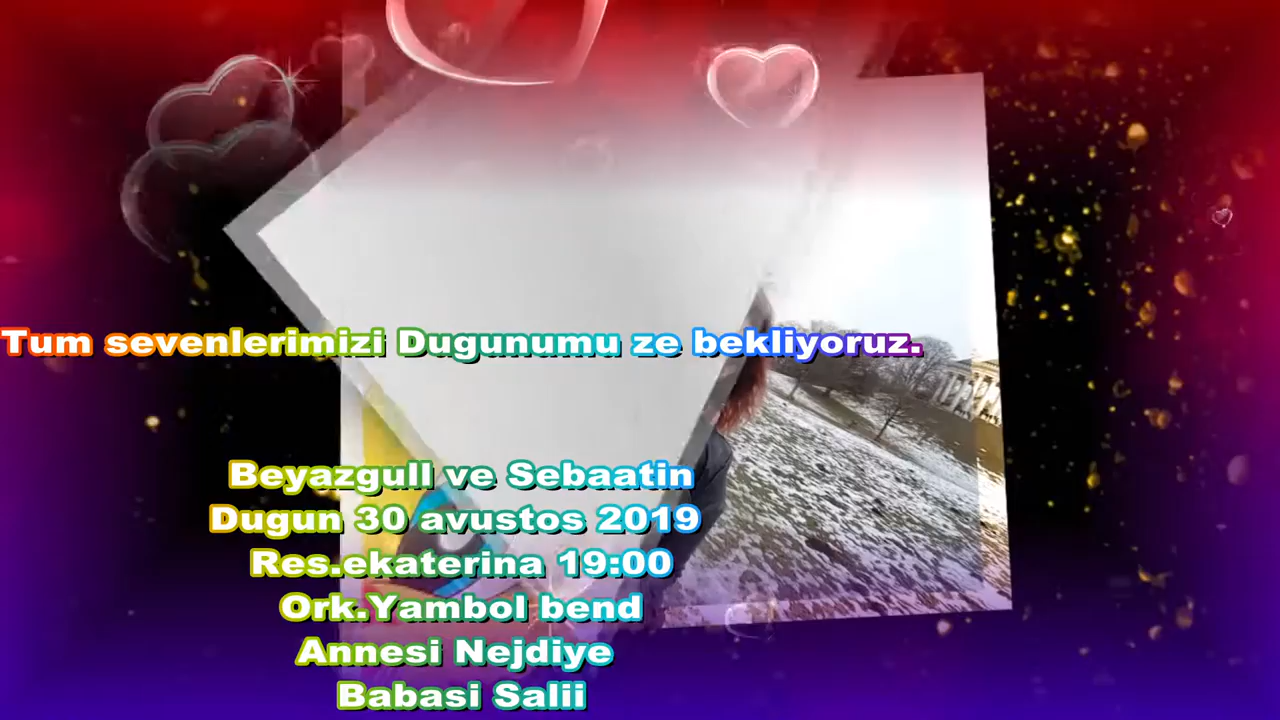 Tum sevenlerimizi Dugunumu ze bekliyoruz.
Beyazgull ve Sebaatin
Dugun 30 avustos 2019
Res.ekaterina 19:00
Ork.Yambol bend
Annesi Nejdiye
Babasi Salii